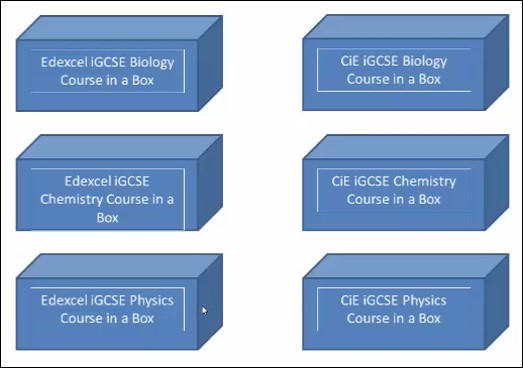 Edexcel iGCSE Biology
Course in a Box
CiE iGCSE Biology
Course in a Box
Edexcel iGCSE
Chemistry Course in a
Box
CiE iGCSE Chemistry
Course in a Box
Edexcel iGCSE Physics
Course in a Box
CiE iGCSE Physics
Course in a Box